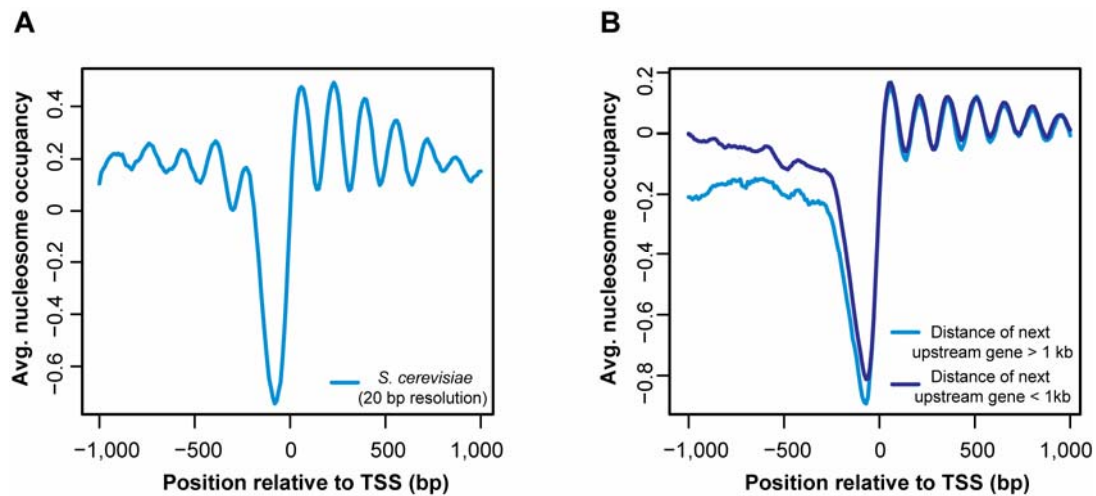 A
Avg. nucleosome occupancy
0.4
0.2
0
−0.2
−0.4
−0.6
S. cerevisiae
(20 bp resolution)
−1,000 −500 0 500 1,000
Position relative to TSS (bp)
B
Avg. nucleosome occupancy
0.2
0
−0.2
−0.4
−0.6
−0.8
Distance of next
upstream gene > 1 kb
Distance of next
upstream gene < 1kb
−1,000 −500 0 500 1,000
Position relative to TSS (bp)